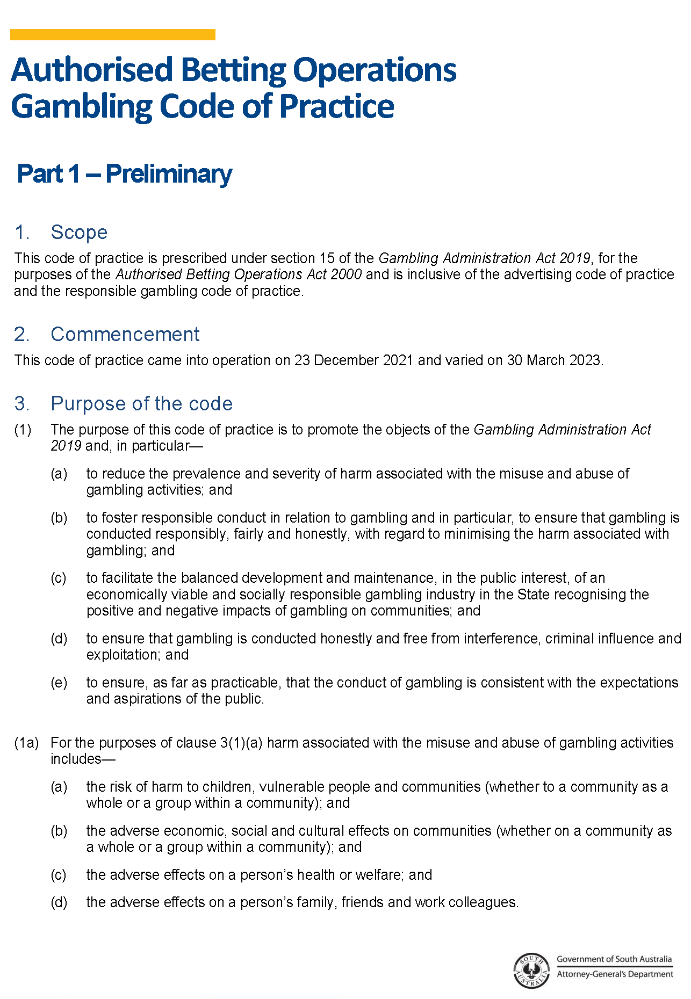 Authorised Betting Operations
Gambling Code of Practice
Part 1 – Preliminary
1. Scope
This code of practice is prescribed under section 15 of the Gambling Administration Act 2019, for the
purposes of the Authorised Betting Operations Act 2000 and is inclusive of the advertising code of practice
and the responsible gambling code of practice.
2. Commencement
This code of practice came into operation on 23 December 2021 and varied on 30 March 2023.
3. Purpose of the code
(1) The purpose of this code of practice is to promote the objects of the Gambling Administration Act
2019 and, in particular—
(a) to reduce the prevalence and severity of harm associated with the misuse and abuse of
gambling activities; and
(b) to foster responsible conduct in relation to gambling and in particular, to ensure that gambling is
conducted responsibly, fairly and honestly, with regard to minimising the harm associated with
gambling; and
(c) to facilitate the balanced development and maintenance, in the public interest, of an
economically viable and socially responsible gambling industry in the State recognising the
positive and negative impacts of gambling on communities; and
(d) to ensure that gambling is conducted honestly and free from interference, criminal influence and
exploitation; and
(e) to ensure, as far as practicable, that the conduct of gambling is consistent with the expectations
and aspirations of the public.
(1a) For the purposes of clause 3(1)(a) harm associated with the misuse and abuse of gambling activities
includes—
(a) the risk of harm to children, vulnerable people and communities (whether to a community as a
whole or a group within a community); and
(b) the adverse economic, social and cultural effects on communities (whether on a community as
a whole or a group within a community); and
(c) the adverse effects on a person’s health or welfare; and
(d) the adverse effects on a person’s family, friends and work colleagues.
SOUTH AUSTRALIA
Government of South Australia
Attorney-General's Department